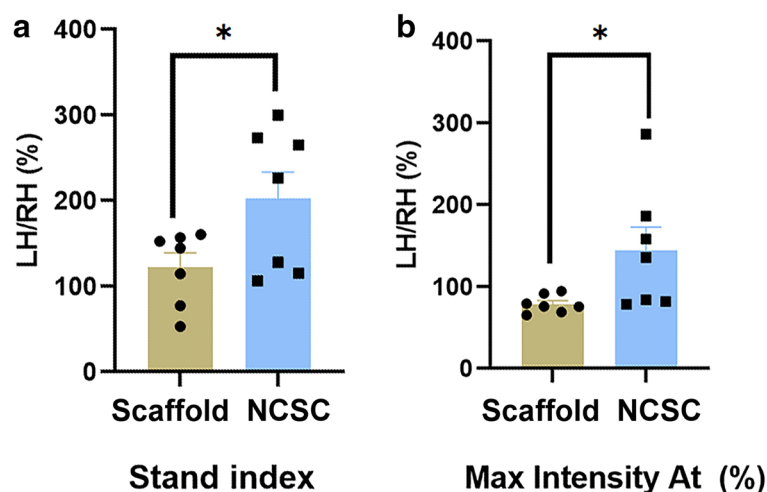 a
400
300
200
100
0
LH/RH (%)
*
Scaffold NCSC
Stand index
b
400
300
200
100
0
LH/RH (%)
*
Scaffold NCSC
Max Intensity At (%)